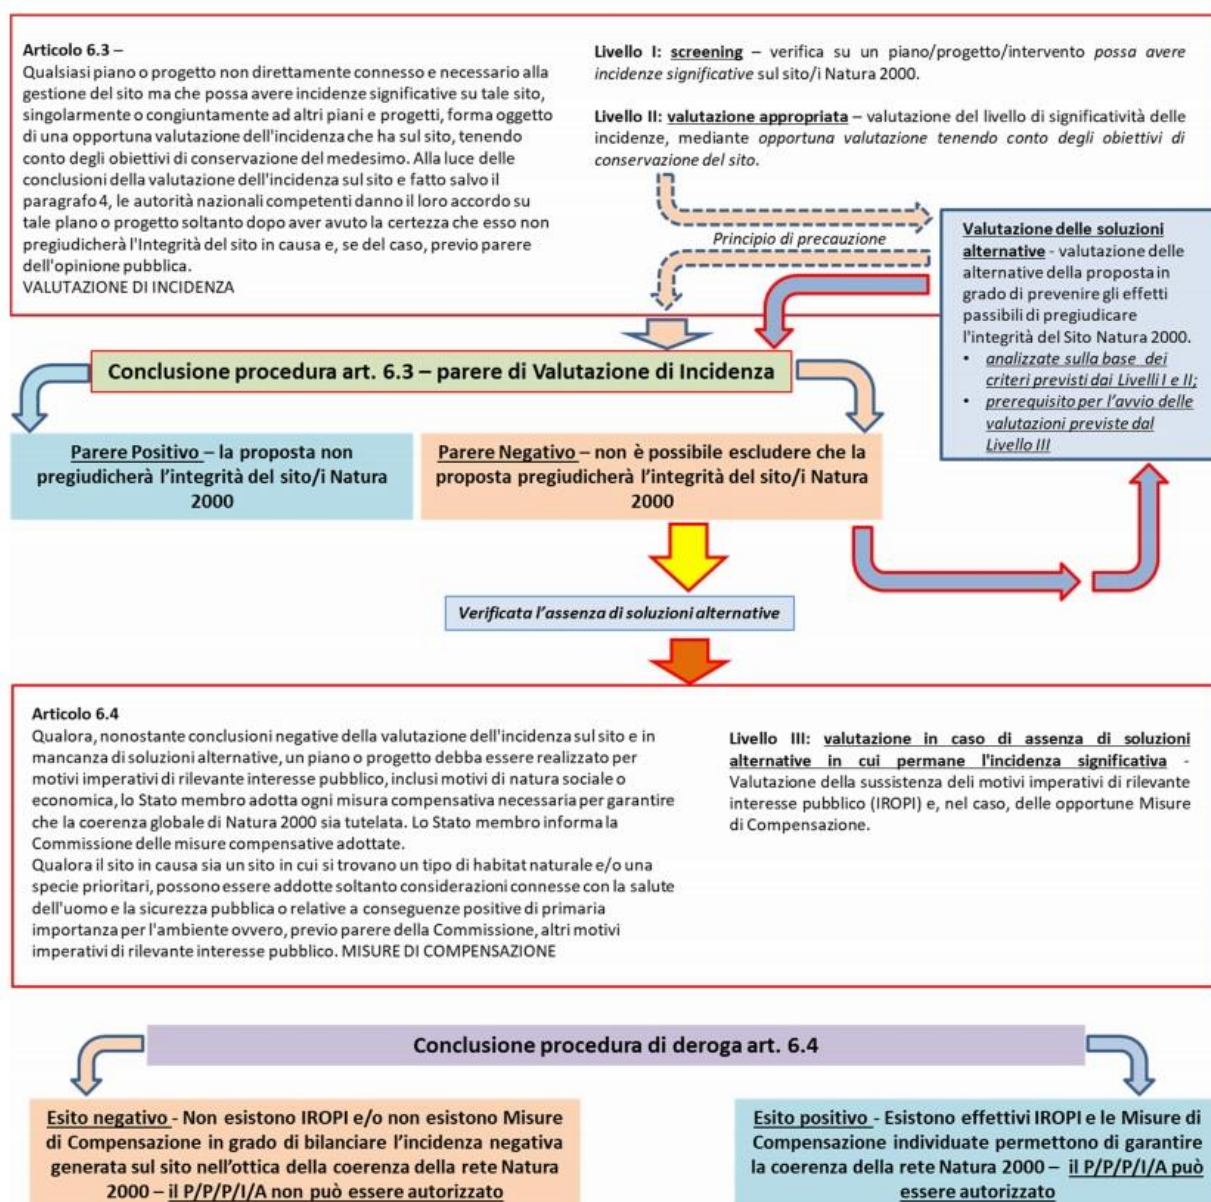 Articolo 6.3 –
Qualsiasi piano o progetto non direttamente connesso e necessario alla
gestione del sito ma che possa avere incidenze significative su tale sito,
singolarmente o congiuntamente ad altri piani e progetti, forma oggetto
di una opportuna valutazione dell'incidenza che ha sul sito, tenendo
conto degli obiettivi di conservazione del medesimo. Alla luce delle
conclusioni della valutazione dell'incidenza sul sito e fatto salvo il
paragrafo 4, le autorità nazionali competenti danno il loro accordo su
tale piano o progetto soltanto dopo aver avuto la certezza che esso non
pregiudicherà l'Integrità del sito in causa e, se del caso, previo parere
dell'opinione pubblica.
VALUTAZIONE DI INCIDENZA
Livello I: screening – verifica su un piano/progetto/intervento possa avere
incidenze significative sul sito/i Natura 2000.
Livello II: valutazione appropriata – valutazione del livello di significatività delle
incidenze, mediante opportuna valutazione tenendo conto degli obiettivi di
conservazione del sito.
Principio di precauzione
Valutazione delle soluzioni
alternative - valutazione delle
alternative della proposta in
grado di prevenire gli effetti
passibili di pregiudicare
l'integrità del Sito Natura 2000.
• analizzate sulla base dei
criteri previsti dai Livelli I e II;
• prerequisito per l'avvio delle
valutazioni previste dal
Livello III
Conclusione procedura art. 6.3 – parere di Valutazione di Incidenza
Parere Positivo – la proposta non
pregiudicherà l'integrità del sito/i Natura
2000
Parere Negativo – non è possibile escludere che la
proposta pregiudicherà l'integrità del sito/i Natura
2000
Verificata l'assenza di soluzioni alternative
Articolo 6.4
Qualora, nonostante conclusioni negative della valutazione dell'incidenza sul sito e in
mancanza di soluzioni alternative, un piano o progetto debba essere realizzato per
motivi imperativi di rilevante interesse pubblico, inclusi motivi di natura sociale o
economica, lo Stato membro adotta ogni misura compensativa necessaria per garantire
che la coerenza globale di Natura 2000 sia tutelata. Lo Stato membro informa la
Commissione delle misure compensative adottate.
Qualora il sito in causa sia un sito in cui si trovano un tipo di habitat naturale e/o una
specie prioritari, possono essere addotte soltanto considerazioni connesse con la salute
dell'uomo e la sicurezza pubblica o relative a conseguenze positive di primaria
importanza per l'ambiente ovvero, previo parere della Commissione, altri motivi
imperativi di rilevante interesse pubblico. MISURE DI COMPENSAZIONE
Livello III: valutazione in caso di assenza di soluzioni
alternative in cui permane l'incidenza significativa -
Valutazione della sussistenza deli motivi imperativi di rilevante
interesse pubblico (IROPI) e, nel caso, delle opportune Misure
di Compensazione.
Conclusione procedura di deroga art. 6.4
Esito negativo - Non esistono IROPI e/o non esistono Misure
di Compensazione in grado di bilanciare l'incidenza negativa
generata sul sito nell'ottica della coerenza della rete Natura
2000 – il P/P/P/I/A non può essere autorizzato
Esito positivo - Esistono effettivi IROPI e le Misure di
Compensazione individuate permettono di garantire
la coerenza della rete Natura 2000 – il P/P/P/I/A può
essere autorizzato